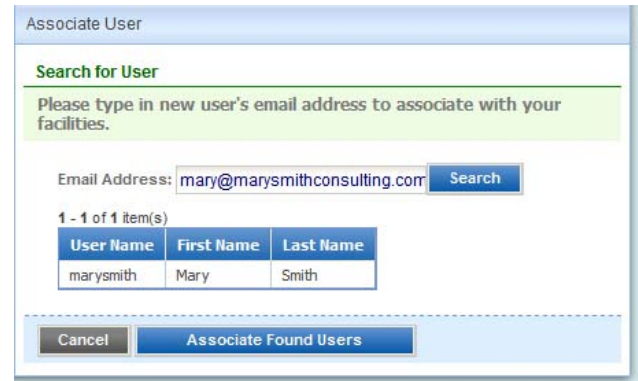 Associate User
Search for User
Please type in new user's email address to associate with your
facilities.
Email Address: mary@marysmithconsulting.com Search
1 - 1 of 1 item(s)
User Name First Name Last Name
marysmith Mary Smith
Cancel Associate Found Users